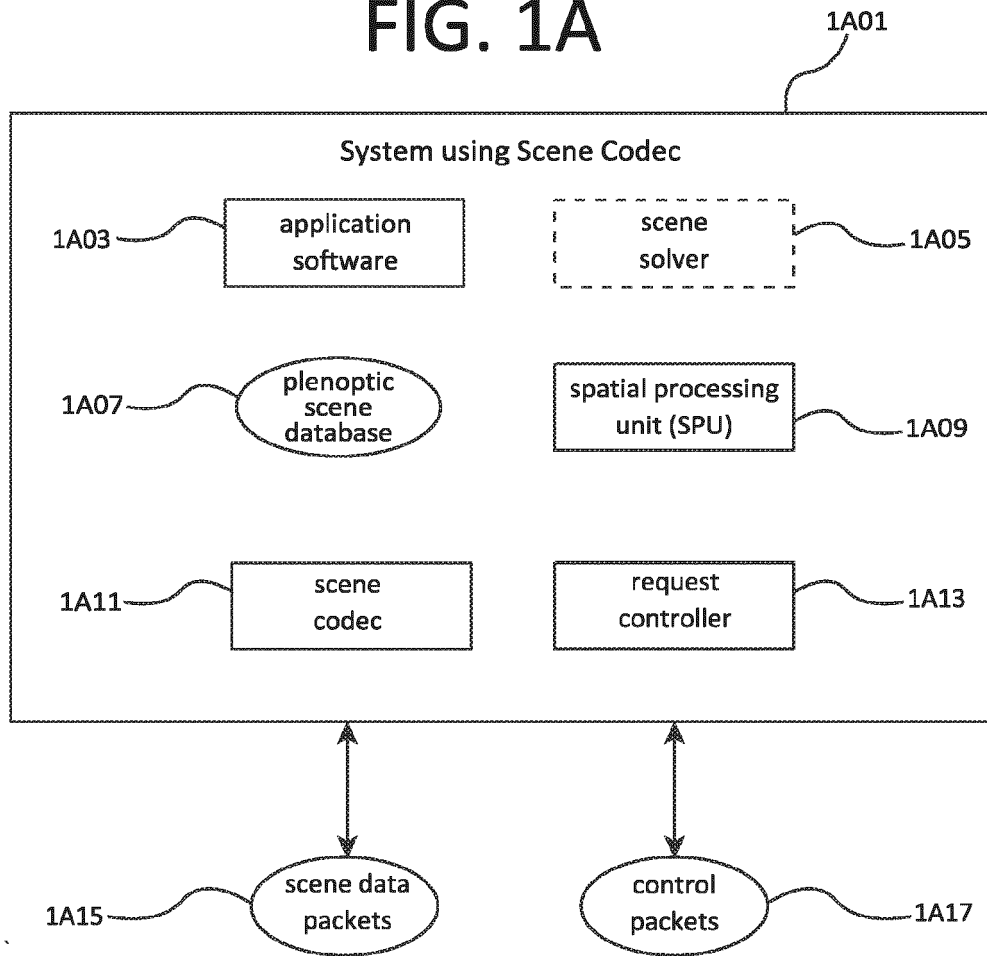 FIG. 1A
1A01
System using Scene Codec
1A03
application
software
scene
solver
1A05
1A07
plenoptic
scene
database
spatial processing
unit (SPU)
1A09
1A11
scene
codec
request
controller
1A13
1A15
scene data
packets
control
packets
1A17